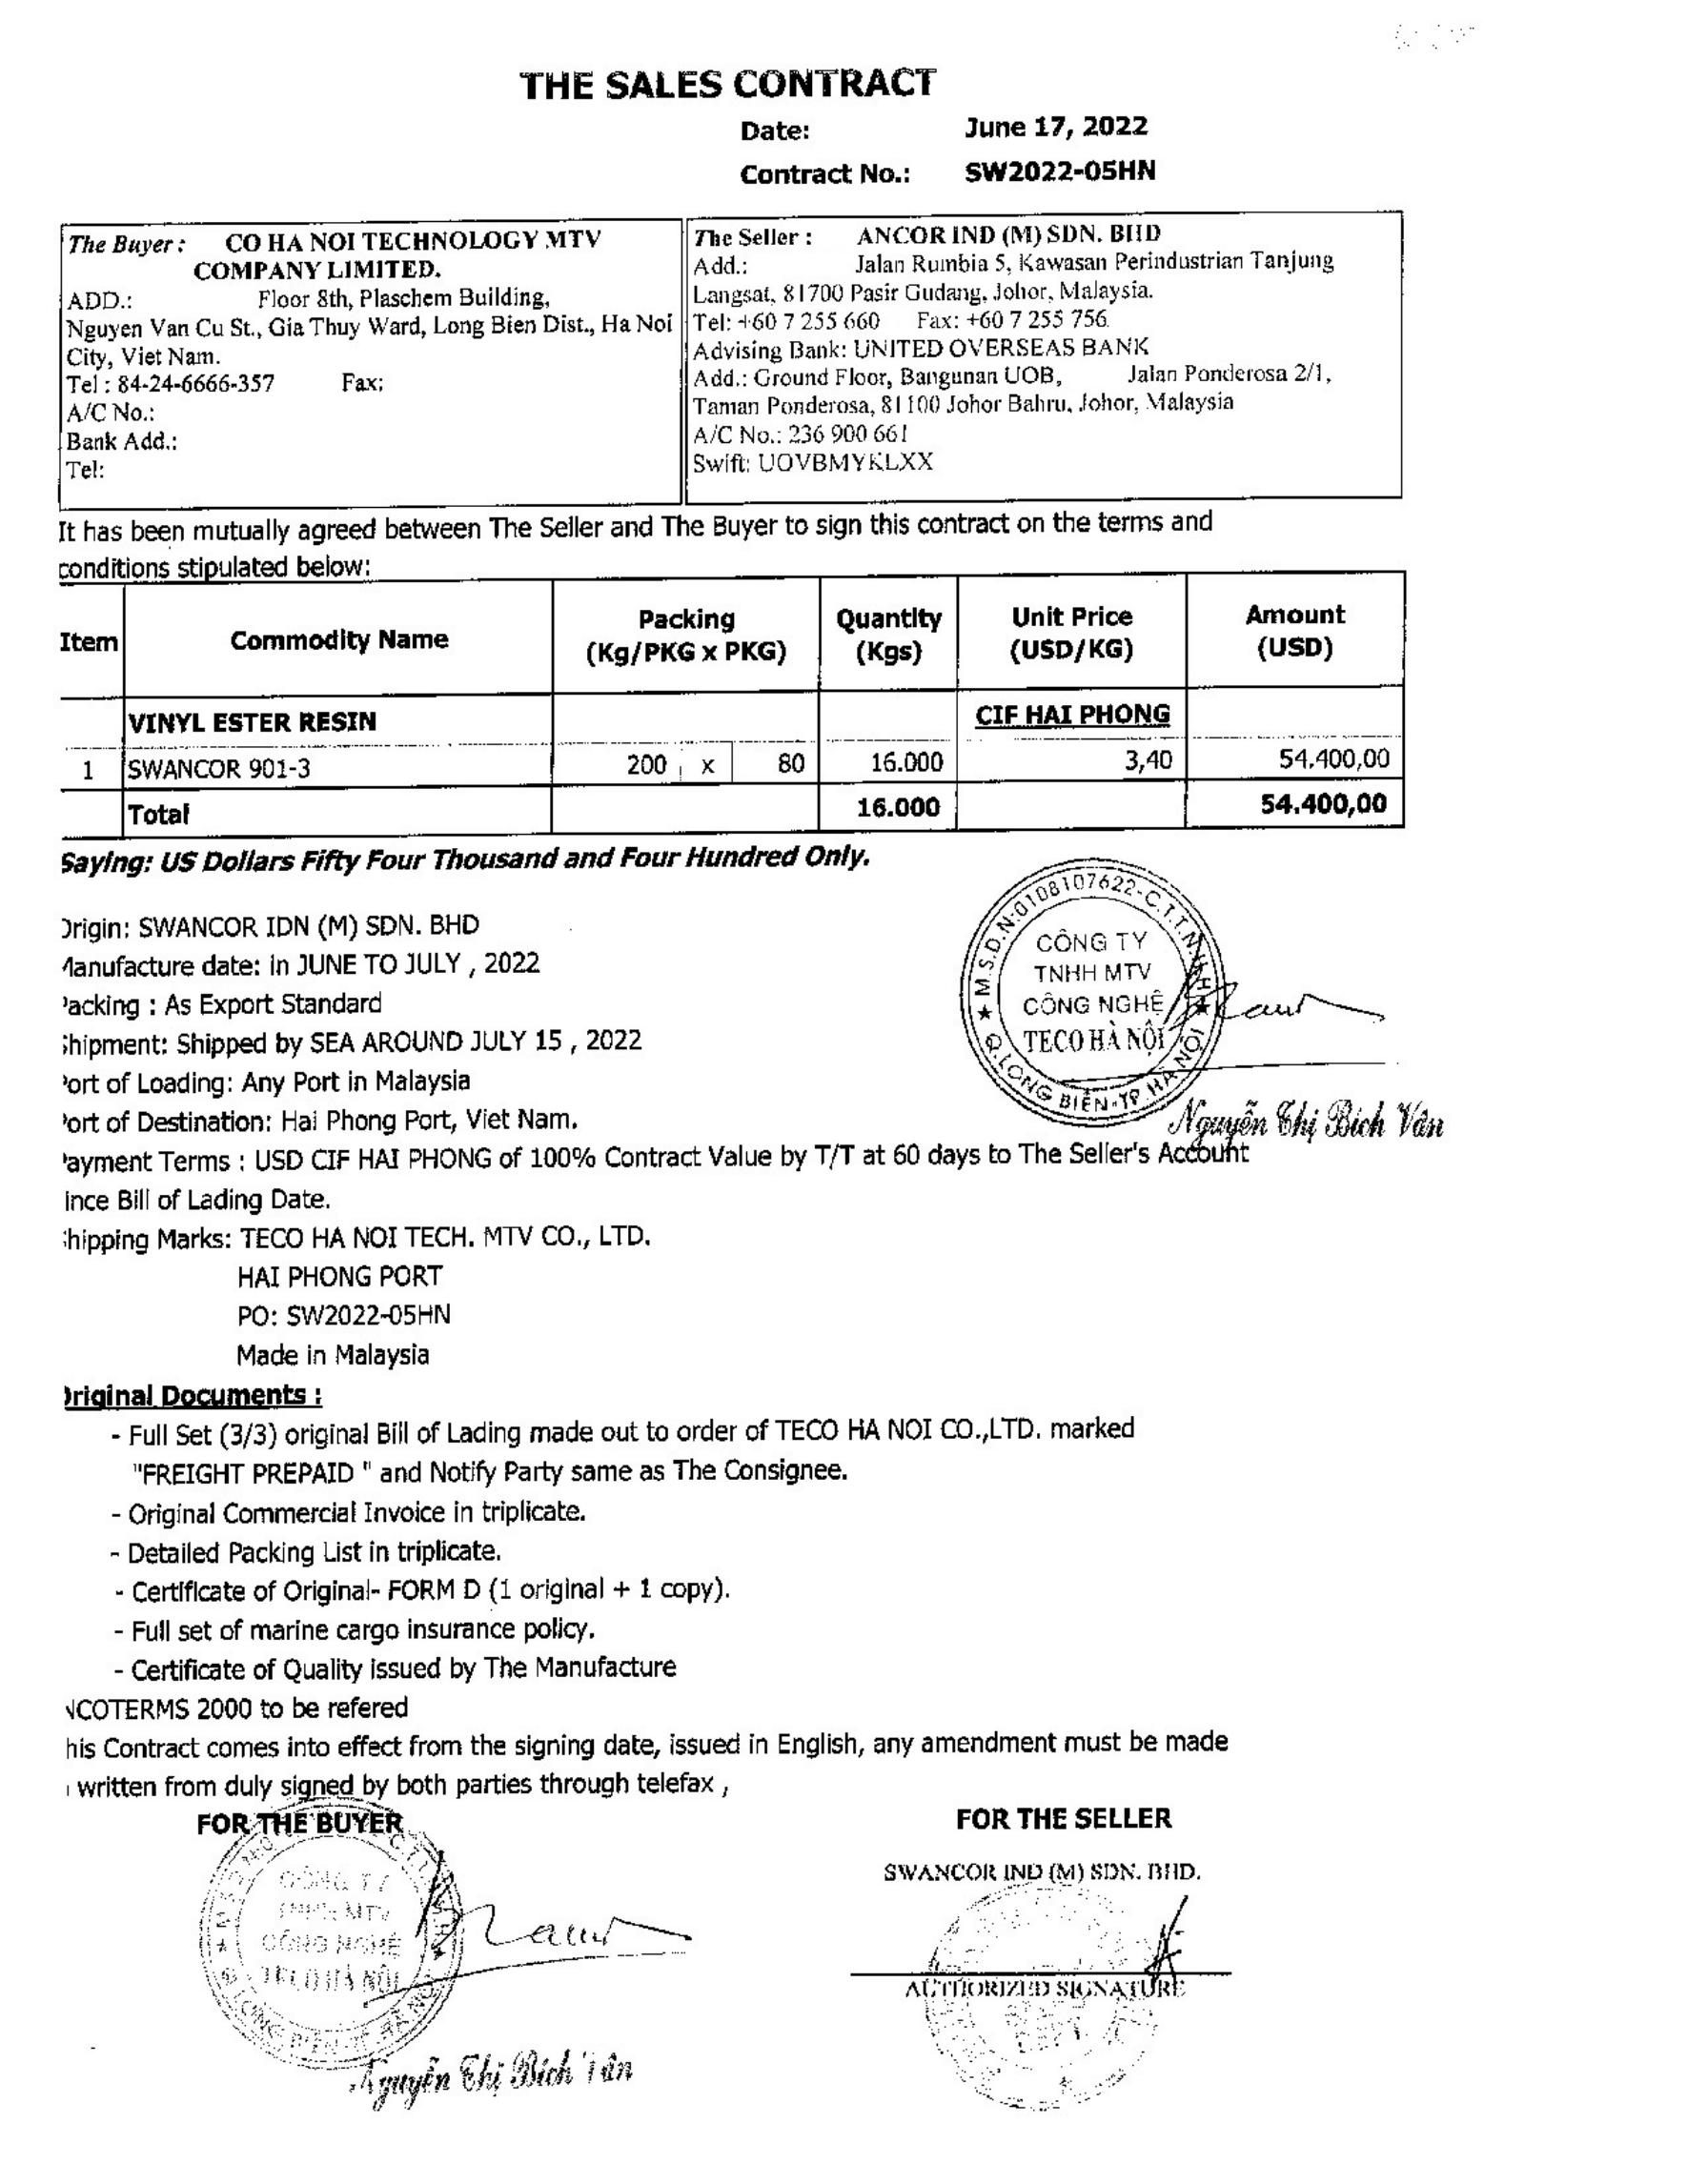 THE SALES CONTRACT
Date: June 17, 2022
Contract No.: SW2022-05HN
The Buyer : CO HA NOI TECHNOLOGY MTV
COMPANY LIMITED.
ADD.: Floor 8th, Plaschem Building,
Nguyen Van Cu St., Gia Thuy Ward, Long Bien Dist., Ha Noi
City, Viet Nam.
Tel : 84-24-6666-357 Fax:
A/C No.:
Bank Add.:
Tel:
The Seller : ANCOR IND (M) SDN. BHD
Add.: Jalan Rumbia 5, Kawasan Perindustrian Tanjung
Langsat, 81700 Pasir Gudang, Johor, Malaysia.
Tel: +60 7 255 660 Fax: +60 7 255 756
Advising Bank: UNITED OVERSEAS BANK
Add.: Ground Floor, Bangunan UOB, Jalan Ponderosa 2/1,
Taman Ponderosa, 81100 Johor Bahru, Johor, Malaysia
A/C No.: 236 900 661
Swift: UOVBMYKLXX
It has been mutually agreed between The Seller and The Buyer to sign this contract on the terms and
conditions stipulated below:
Item Commodity Name Packing (Kg/PKG x PKG) Quantity (Kgs) Unit Price (USD/KG) Amount (USD)
VINYL ESTER RESIN CIF HAI PHONG
1 SWANCOR 901-3 200 x 80 16.000 3,40 54.400,00
Total 16.000 54.400,00
Saying: US Dollars Fifty Four Thousand and Four Hundred Only.
M.S.D.N:0108107622-C.T.T.N.H.H
CÔNG TY
TNHH MTV
CÔNG NGHỆ
TECO HÀ NỘI
Q.LONG BIÊN-TP HÀ NỘI
Nguyễn Thị Bích Vân
Origin: SWANCOR IDN (M) SDN. BHD
Manufacture date: in JUNE TO JULY , 2022
Packing : As Export Standard
Shipment: Shipped by SEA AROUND JULY 15 , 2022
Port of Loading: Any Port in Malaysia
Port of Destination: Hai Phong Port, Viet Nam.
Payment Terms : USD CIF HAI PHONG of 100% Contract Value by T/T at 60 days to The Seller's Account
ince Bill of Lading Date.
Shipping Marks: TECO HA NOI TECH. MTV CO., LTD.
HAI PHONG PORT
PO: SW2022-05HN
Made in Malaysia
Original Documents :
- Full Set (3/3) original Bill of Lading made out to order of TECO HA NOI CO.,LTD. marked
"FREIGHT PREPAID " and Notify Party same as The Consignee.
- Original Commercial Invoice in triplicate.
- Detailed Packing List in triplicate.
- Certificate of Original- FORM D (1 original + 1 copy).
- Full set of marine cargo insurance policy.
- Certificate of Quality issued by The Manufacture
NCOTERMS 2000 to be refered
his Contract comes into effect from the signing date, issued in English, any amendment must be made
written from duly signed by both parties through telefax ,
FOR THE BUYER
FOR THE SELLER
SWANCOR IND (M) SDN. BHD.
AUTHORIZED SIGNATURE
CÔNG TY
TNHH MTV
CÔNG NGHỆ
TECO HÀ NỘI
Nguyễn Thị Bích Vân